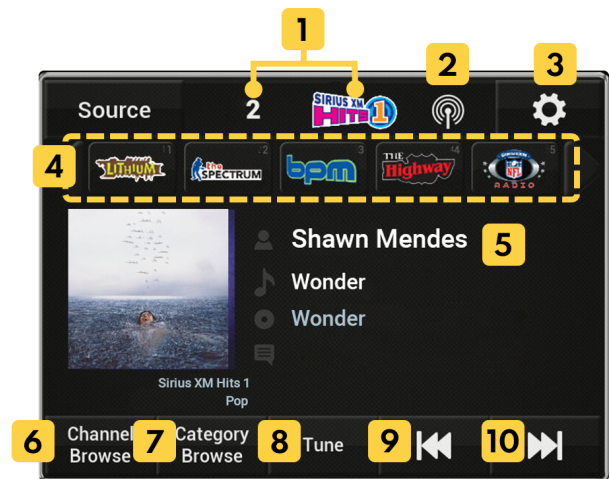 1
2
3
Source
2
SIRIUS XM
HITS 1
4
LITHIUM
1
the
SPECTRUM
2
bpm
3
THE
Highway
4
SIRIUSXM
NFL
RADIO
5
Shawn Mendes
5
Wonder
Wonder
Sirius XM Hits 1
Pop
6
Channel
Browse
7
Category
Browse
8
Tune
9
10